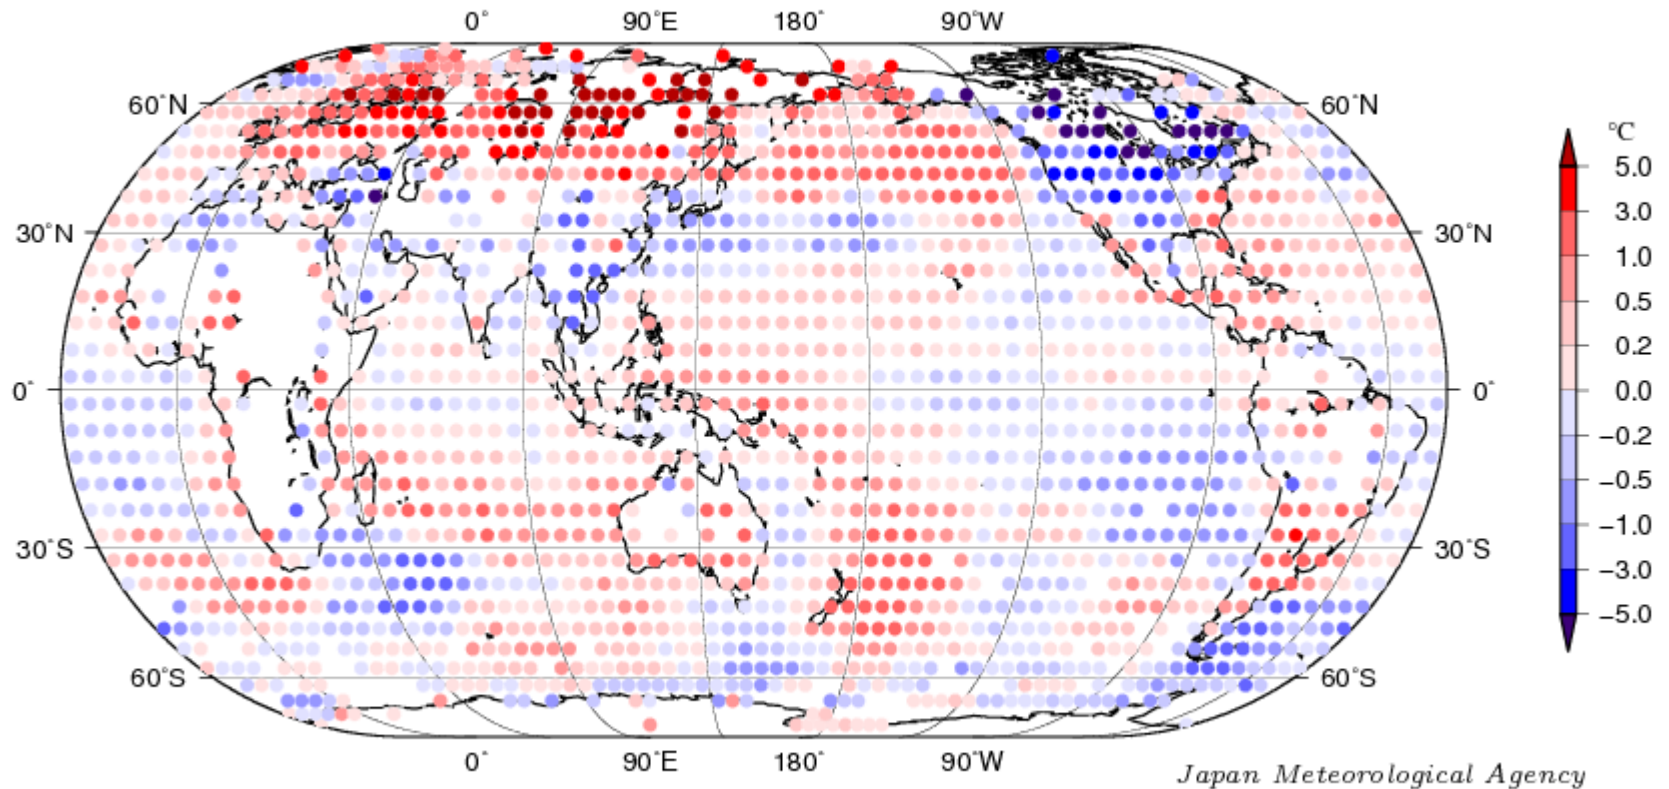 0° 90°E 180° 90°W
℃
60°N 60°N
5.0
3.0
30°N 30°N
1.0
0.5
0.2
0° 0°
0.0
−0.2
−0.5
−1.0
30°S 30°S
−3.0
−5.0
60°S 60°S
0° 90°E 180° 90°W
Japan Meteorological Agency